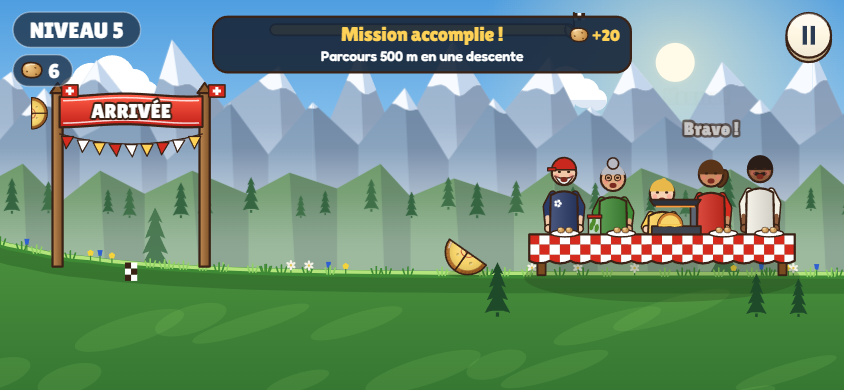 NIVEAU 5
6
Mission accomplie !
+20
Parcours 500 m en une descente
ARRIVÉE
Bravo !